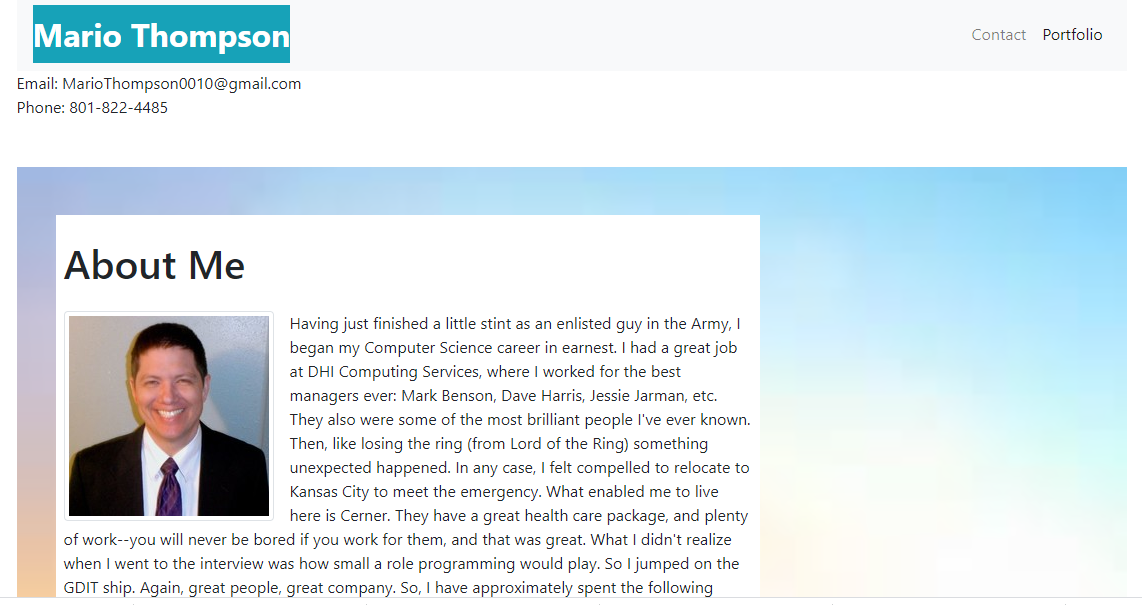 Mario Thompson
Contact Portfolio
Email: MarioThompson0010@gmail.com
Phone: 801-822-4485
About Me
Having just finished a little stint as an enlisted guy in the Army, I
began my Computer Science career in earnest. I had a great job
at DHI Computing Services, where I worked for the best
managers ever: Mark Benson, Dave Harris, Jessie Jarman, etc.
They also were some of the most brilliant people I've ever known.
Then, like losing the ring (from Lord of the Ring) something
unexpected happened. In any case, I felt compelled to relocate to
Kansas City to meet the emergency. What enabled me to live
here is Cerner. They have a great health care package, and plenty
of work--you will never be bored if you work for them, and that was great. What I didn't realize
when I went to the interview was how small a role programming would play. So I jumped on the
GDIT ship. Again, great people, great company. So, I have approximately spent the following